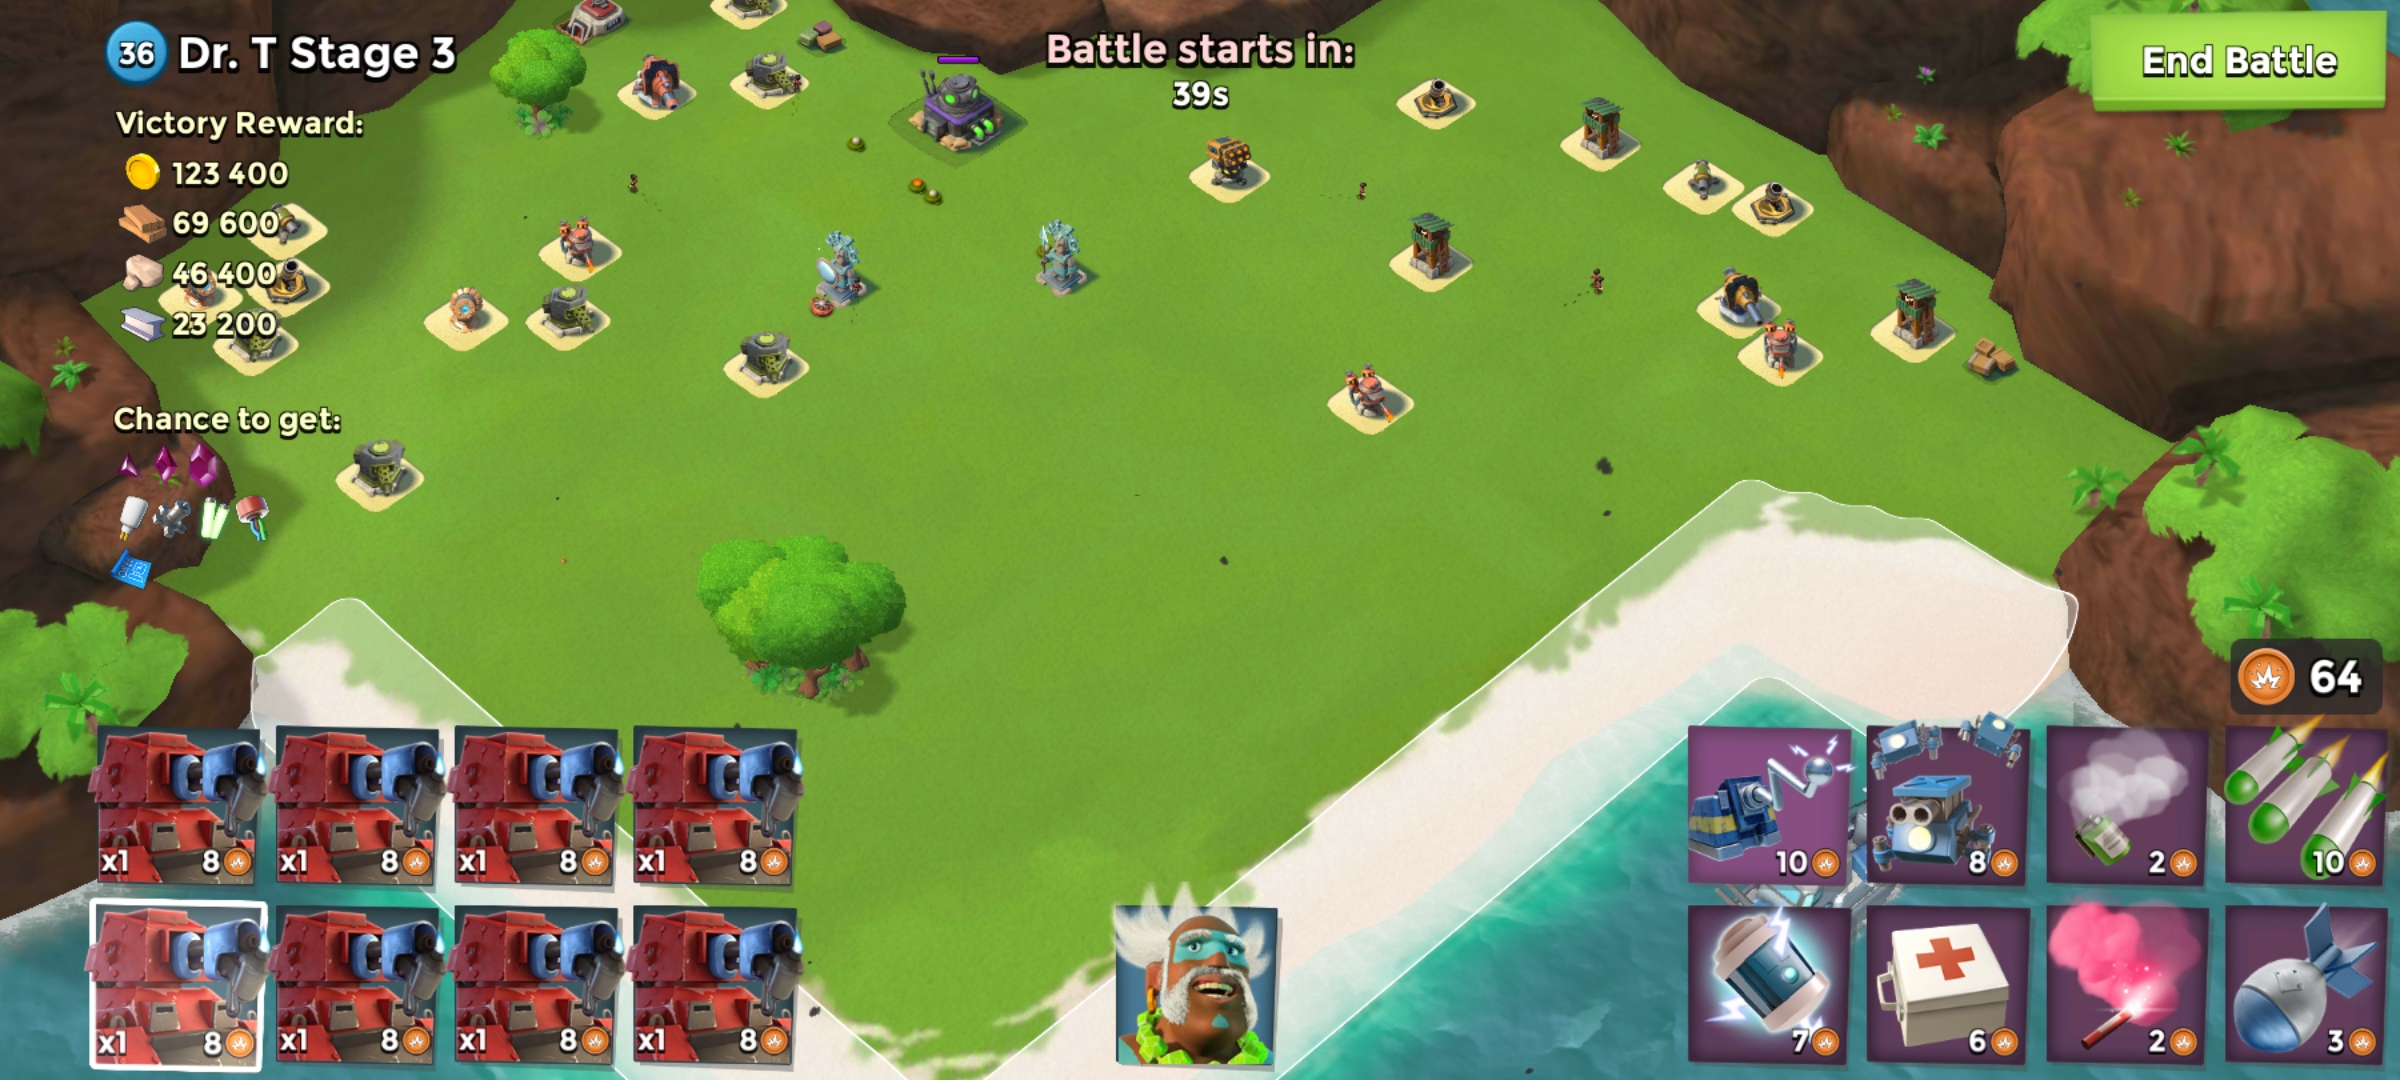 36 Dr. T Stage 3
Battle starts in:
39s
End Battle
Victory Reward:
123 400
69 600
46 400
23 200
Chance to get:
64
x1 8
x1 8
x1 8
x1 8
10
8
2
10
x1 8
x1 8
x1 8
x1 8
7
6
2
3